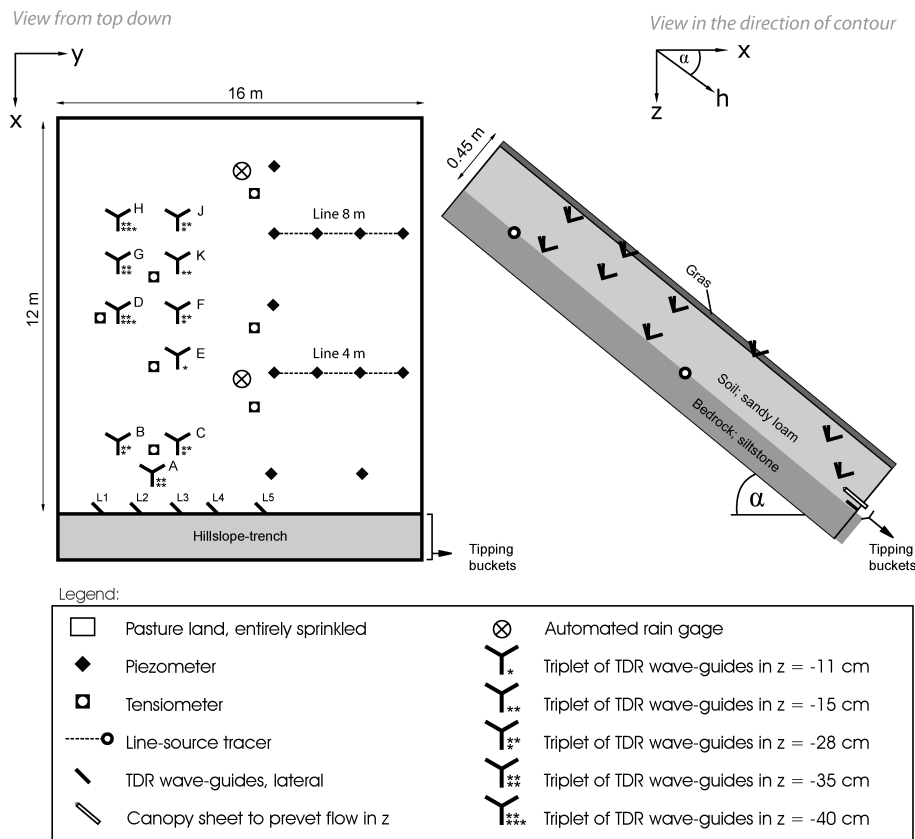 View from top down
View in the direction of contour
y
x
16 m
12 m
x
α
h
z
0.45 m
H
J
Line 8 m
G
K
D
F
E
Line 4 m
B
C
A
L1 L2 L3 L4 L5
Hillslope-trench
Tipping
buckets
Gras
Soil; sandy loam
Bedrock; siltstone
α
Tipping
buckets
Legend:
Pasture land, entirely sprinkled
Piezometer
Tensiometer
Line-source tracer
TDR wave-guides, lateral
Canopy sheet to prevet flow in z
Automated rain gage
* Triplet of TDR wave-guides in z = -11 cm
** Triplet of TDR wave-guides in z = -15 cm
*** Triplet of TDR wave-guides in z = -28 cm
**** Triplet of TDR wave-guides in z = -35 cm
***** Triplet of TDR wave-guides in z = -40 cm